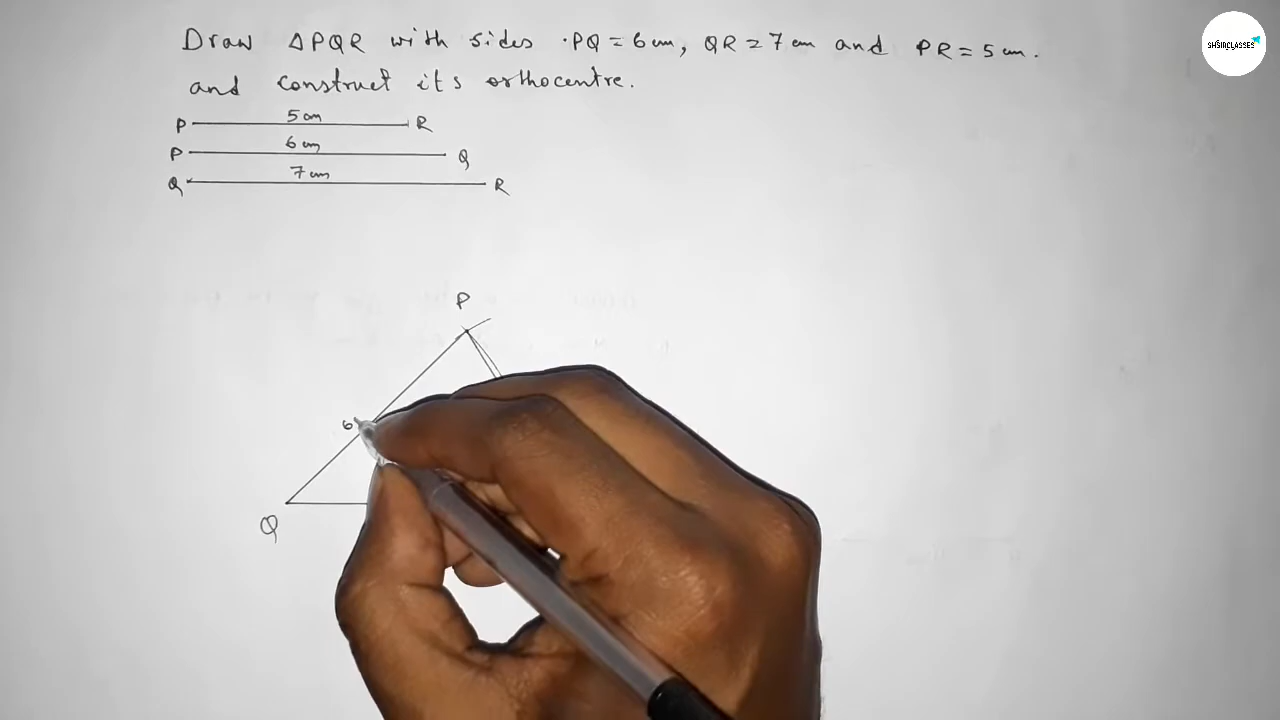 Draw ΔPQR with sides PQ = 6 cm, QR = 7 cm and PR = 5 cm.
and construct its orthocentre.
P 5 cm R
P 6 cm Q
Q 7 cm R
P
6
Q
SHSIRCLASSES